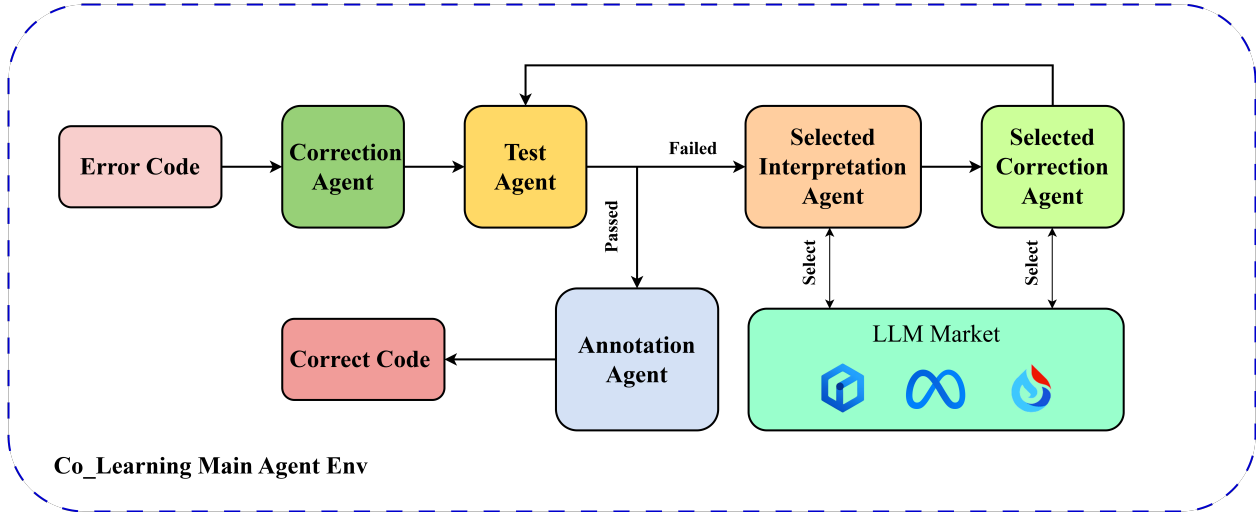 Error Code
Correction
Agent
Test
Agent
Failed
Passed
Selected
Interpretation
Agent
Selected
Correction
Agent
Select
Select
LLM Market
Annotation
Agent
Correct Code
Co_Learning Main Agent Env